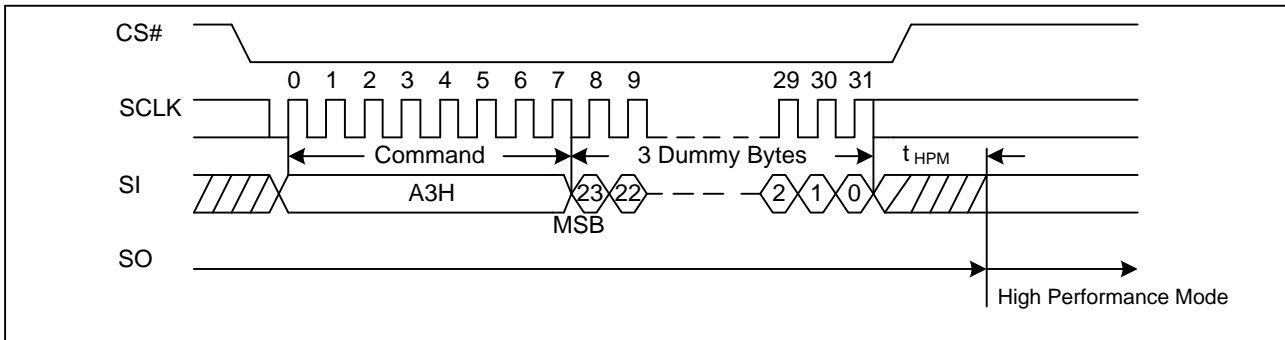 CS#
0 1 2 3 4 5 6 7 8 9 29 30 31
SCLK
Command 3 Dummy Bytes tHPM
SI A3H 23 22 2 1 0
MSB
SO
High Performance Mode